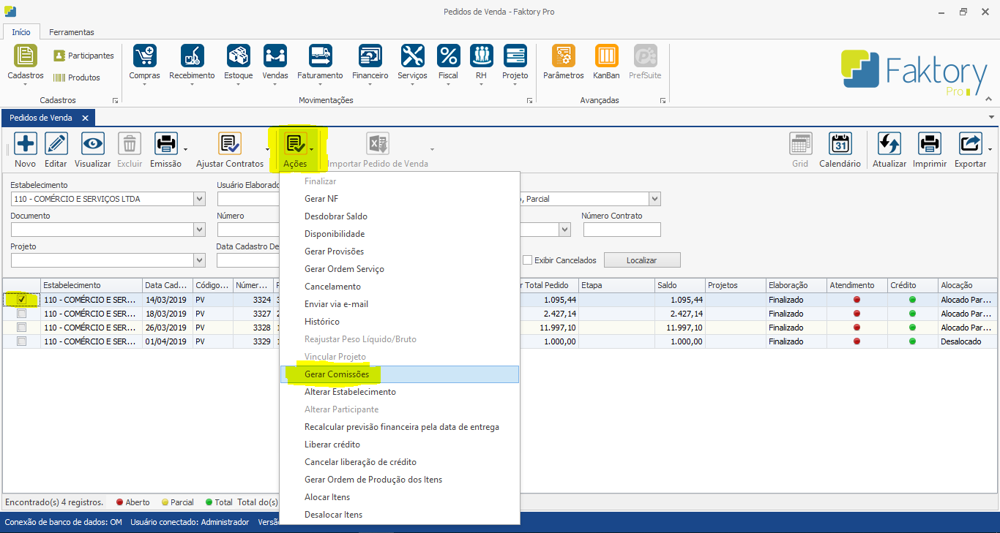 Pedidos de Venda - Faktory Pro
Início Ferramentas
Cadastros Participantes Produtos Compras Recebimento Estoque Vendas Faturamento Financeiro Serviços Fiscal RH Projeto Parâmetros KanBan PrefSuite
Faktory
Pro
Cadastros Movimentações Avançadas
Pedidos de Venda
31
Novo Editar Visualizar Excluir Emissão Ajustar Contratos Ações Importar Pedido de Venda Grid Calendário Atualizar Imprimir Exportar
Estabelecimento Usuário Elaborado
110 - COMÉRCIO E SERVIÇOS LTDA , Parcial
Documento Número Número Contrato
Projeto Data Cadastro De
Exibir Cancelados Localizar
Finalizar
Gerar NF
Desdobrar Saldo
Disponibilidade
Gerar Provisões
Gerar Ordem Serviço
Cancelamento
Enviar via e-mail
Histórico
Reajustar Peso Líquido/Bruto
Vincular Projeto
Gerar Comissões
Alterar Estabelecimento
Alterar Participante
Recalcular previsão financeira pela data de entrega
Liberar crédito
Cancelar liberação de crédito
Gerar Ordem de Produção dos Itens
Alocar Itens
Desalocar Itens
Estabelecimento Data Cad... Código... Númer... Total Pedido Etapa Saldo Projetos Elaboração Atendimento Crédito Alocação
110 - COMÉRCIO E SER... 14/03/2019 PV 3324 1.095,44 1.095,44 Finalizado Alocado Par...
110 - COMÉRCIO E SER... 18/03/2019 PV 3327 2.427,14 2.427,14 Finalizado Alocado Par...
110 - COMÉRCIO E SER... 26/03/2019 PV 3328 11.997,10 11.997,10 Finalizado Alocado Par...
110 - COMÉRCIO E SER... 01/04/2019 PV 3329 1.000,00 1.000,00 Finalizado Desalocado
Encontrado(s) 4 registros. Aberto Parcial Total Total do(s)
Conexão de banco de dados: OM Usuário conectado: Administrador Versão